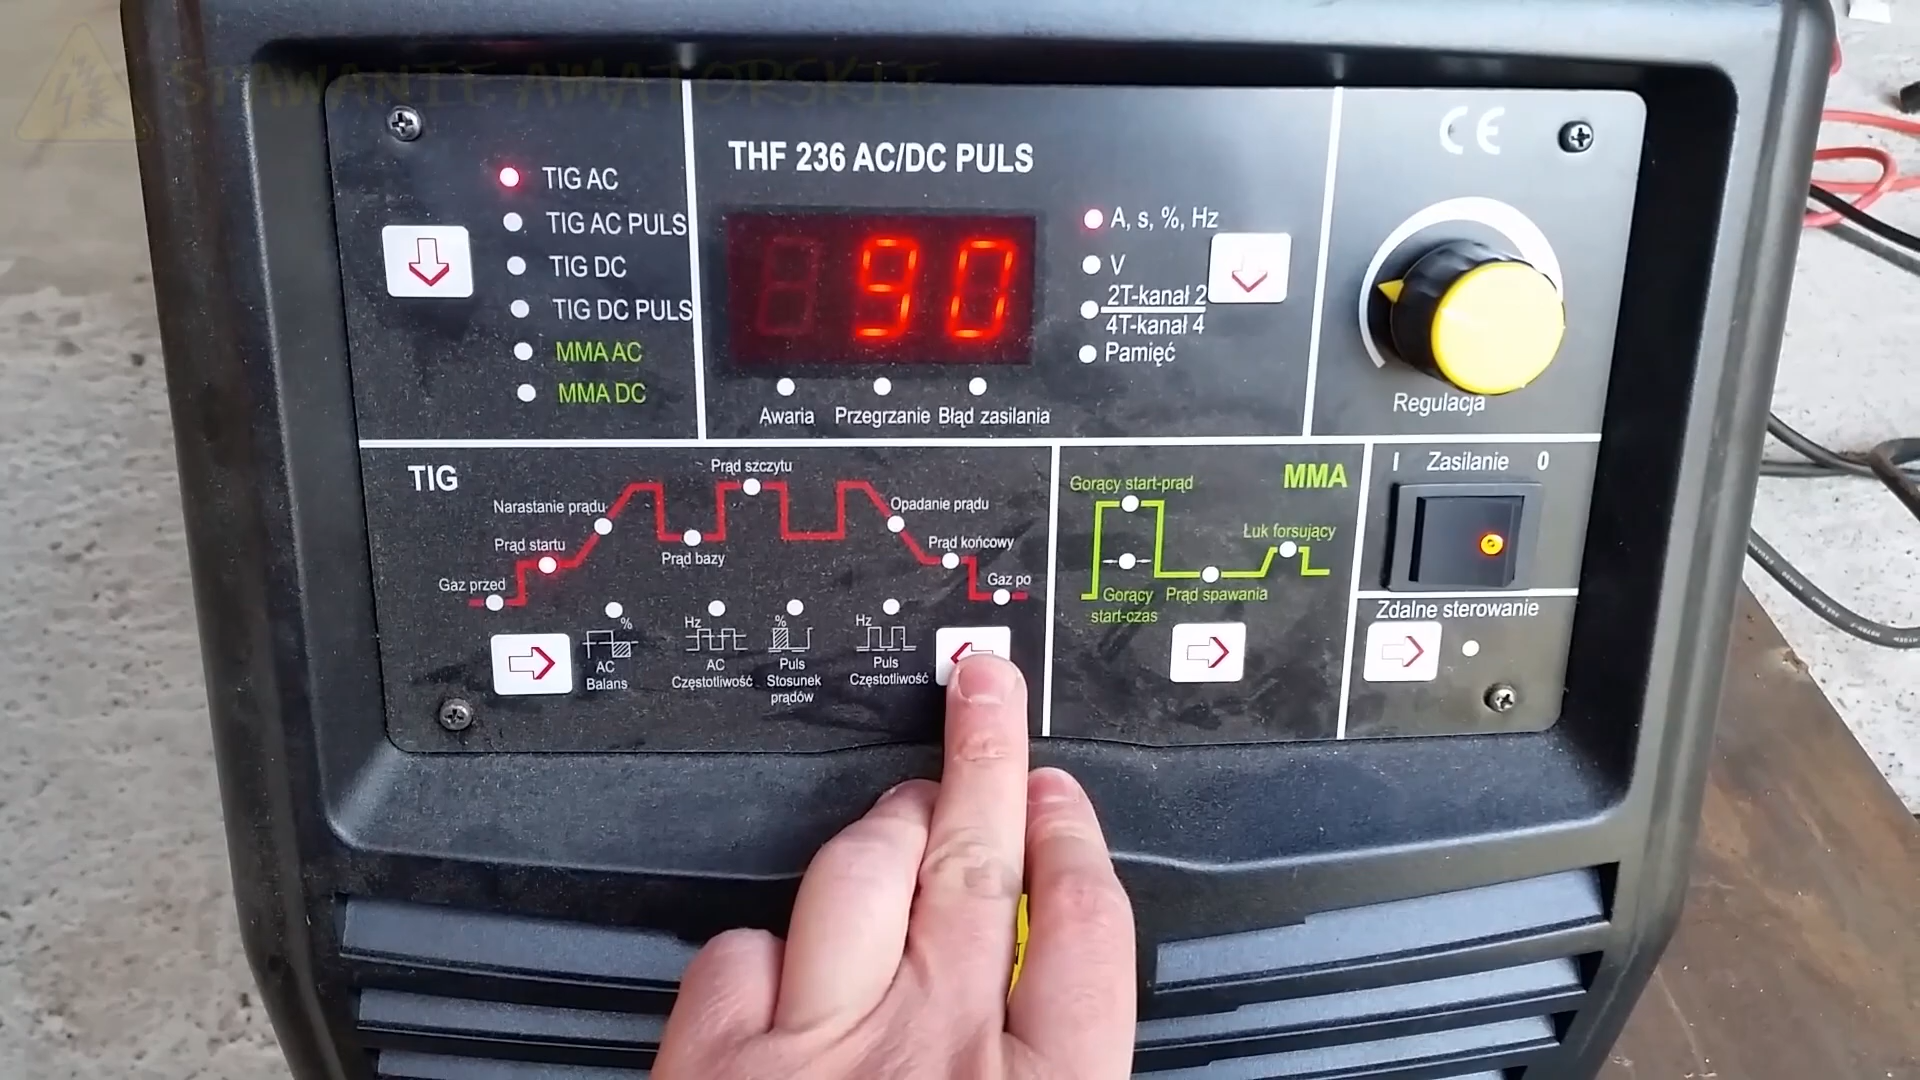 SPAWANIE AMATORSKIE
CE
THF 236 AC/DC PULS
TIG AC
TIG AC PULS
TIG DC
TIG DC PULS
MMA AC
MMA DC
90
A, s, %, Hz
V
2T-kanał 2
4T-kanał 4
Pamięć
Awaria
Przegrzanie
Błąd zasilania
Regulacja
TIG
Gaz przed
Prąd startu
Narastanie prądu
Prąd bazy
Prąd szczytu
Opadanie prądu
Prąd końcowy
Gaz po
%
AC
Balans
Hz
AC
Częstotliwość
%
Puls
Stosunek
prądów
Hz
Puls
Częstotliwość
MMA
Gorący start-prąd
Gorący
start-czas
Prąd spawania
Łuk forsujący
I Zasilanie 0
Zdalne sterowanie